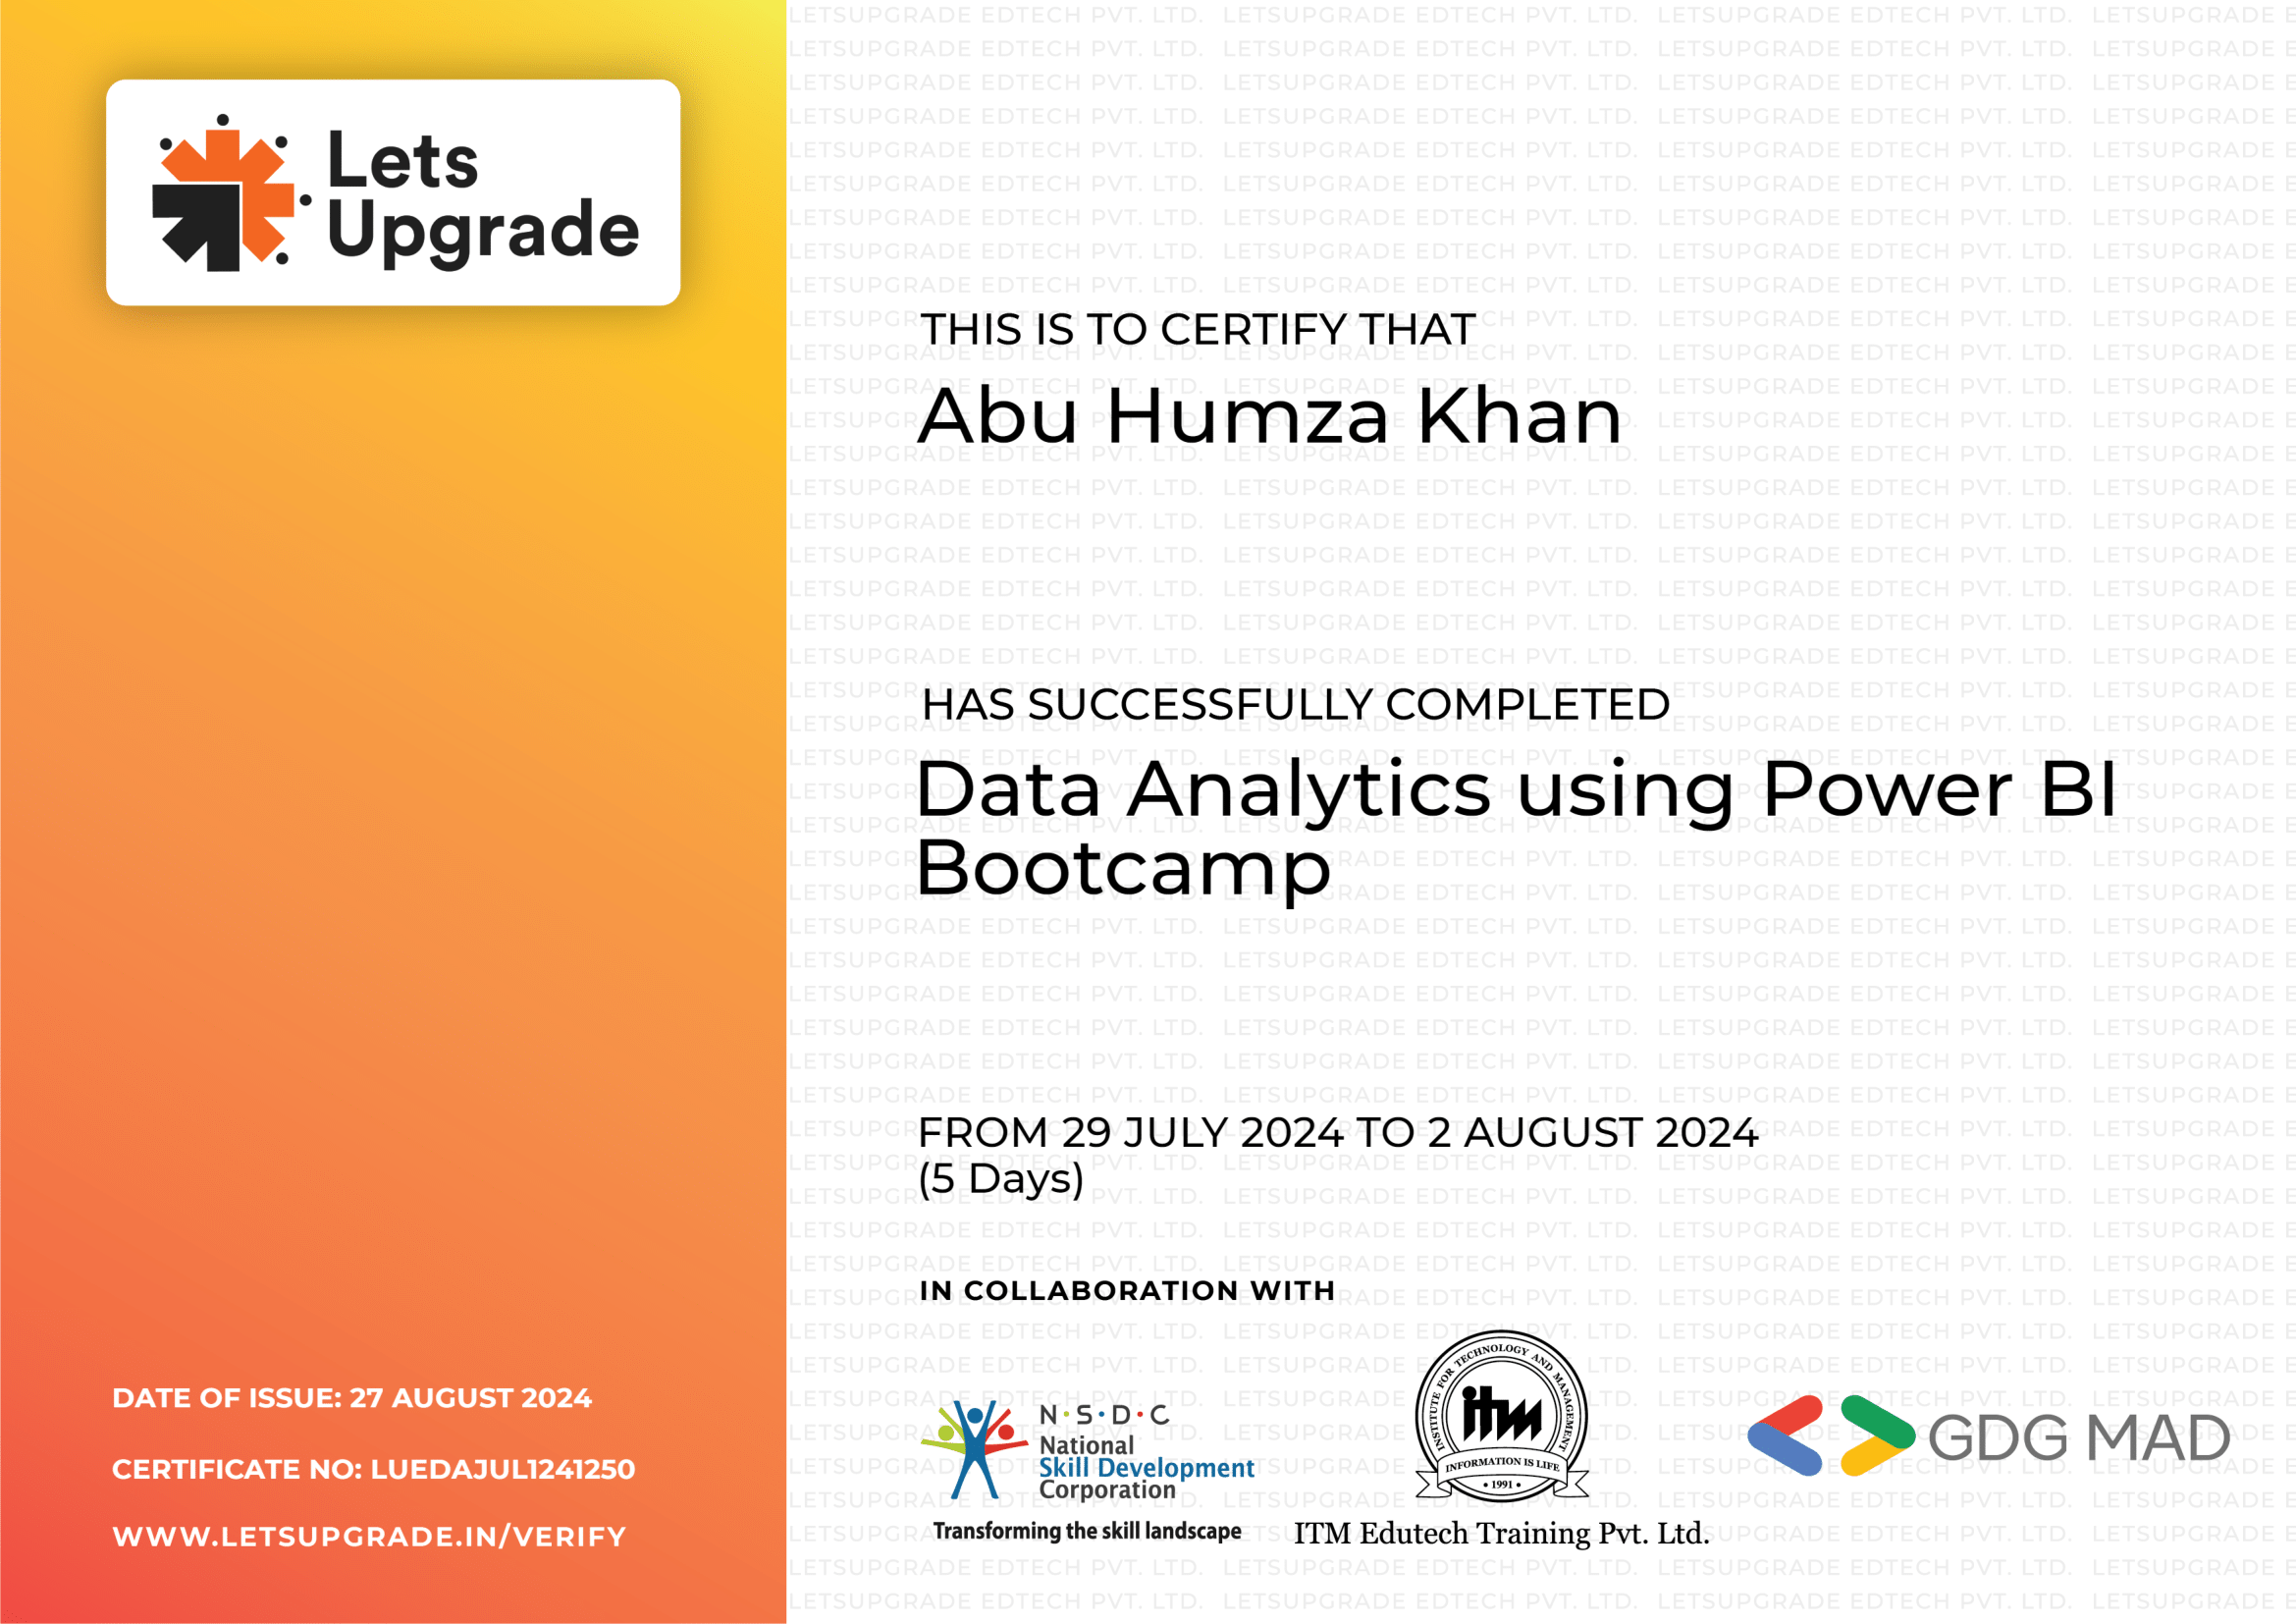 Lets
Upgrade
THIS IS TO CERTIFY THAT
Abu Humza Khan
HAS SUCCESSFULLY COMPLETED
Data Analytics using Power BI
Bootcamp
FROM 29 JULY 2024 TO 2 AUGUST 2024
(5 Days)
IN COLLABORATION WITH
N·S·D·C
National
Skill Development
Corporation
Transforming the skill landscape
INSTITUTE FOR TECHNOLOGY AND MANAGEMENT
itm
INFORMATION IS LIFE
• 1991 •
ITM Edutech Training Pvt. Ltd.
GDG MAD
DATE OF ISSUE: 27 AUGUST 2024
CERTIFICATE NO: LUEDAJUL1241250
WWW.LETSUPGRADE.IN/VERIFY
LETSUPGRADE EDTECH PVT. LTD.